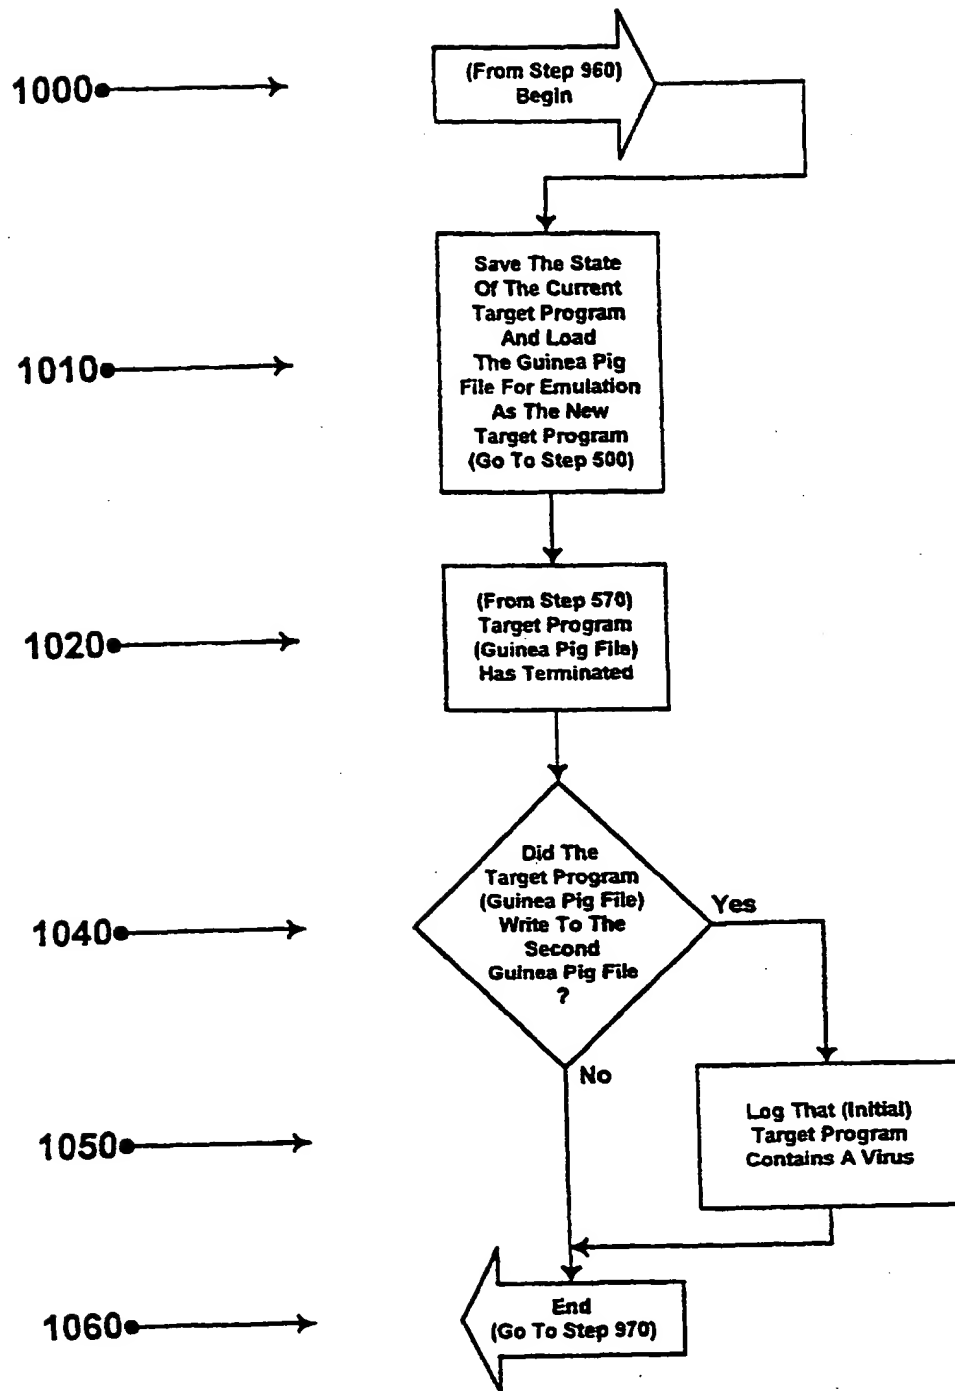 1000
(From Step 960)
Begin
1010
Save The State
Of The Current
Target Program
And Load
The Guinea Pig
File For Emulation
As The New
Target Program
(Go To Step 500)
1020
(From Step 570)
Target Program
(Guinea Pig File)
Has Terminated
1040
Did The
Target Program
(Guinea Pig File)
Write To The
Second
Guinea Pig File
?
Yes
No
1050
Log That (Initial)
Target Program
Contains A Virus
1060
End
(Go To Step 970)